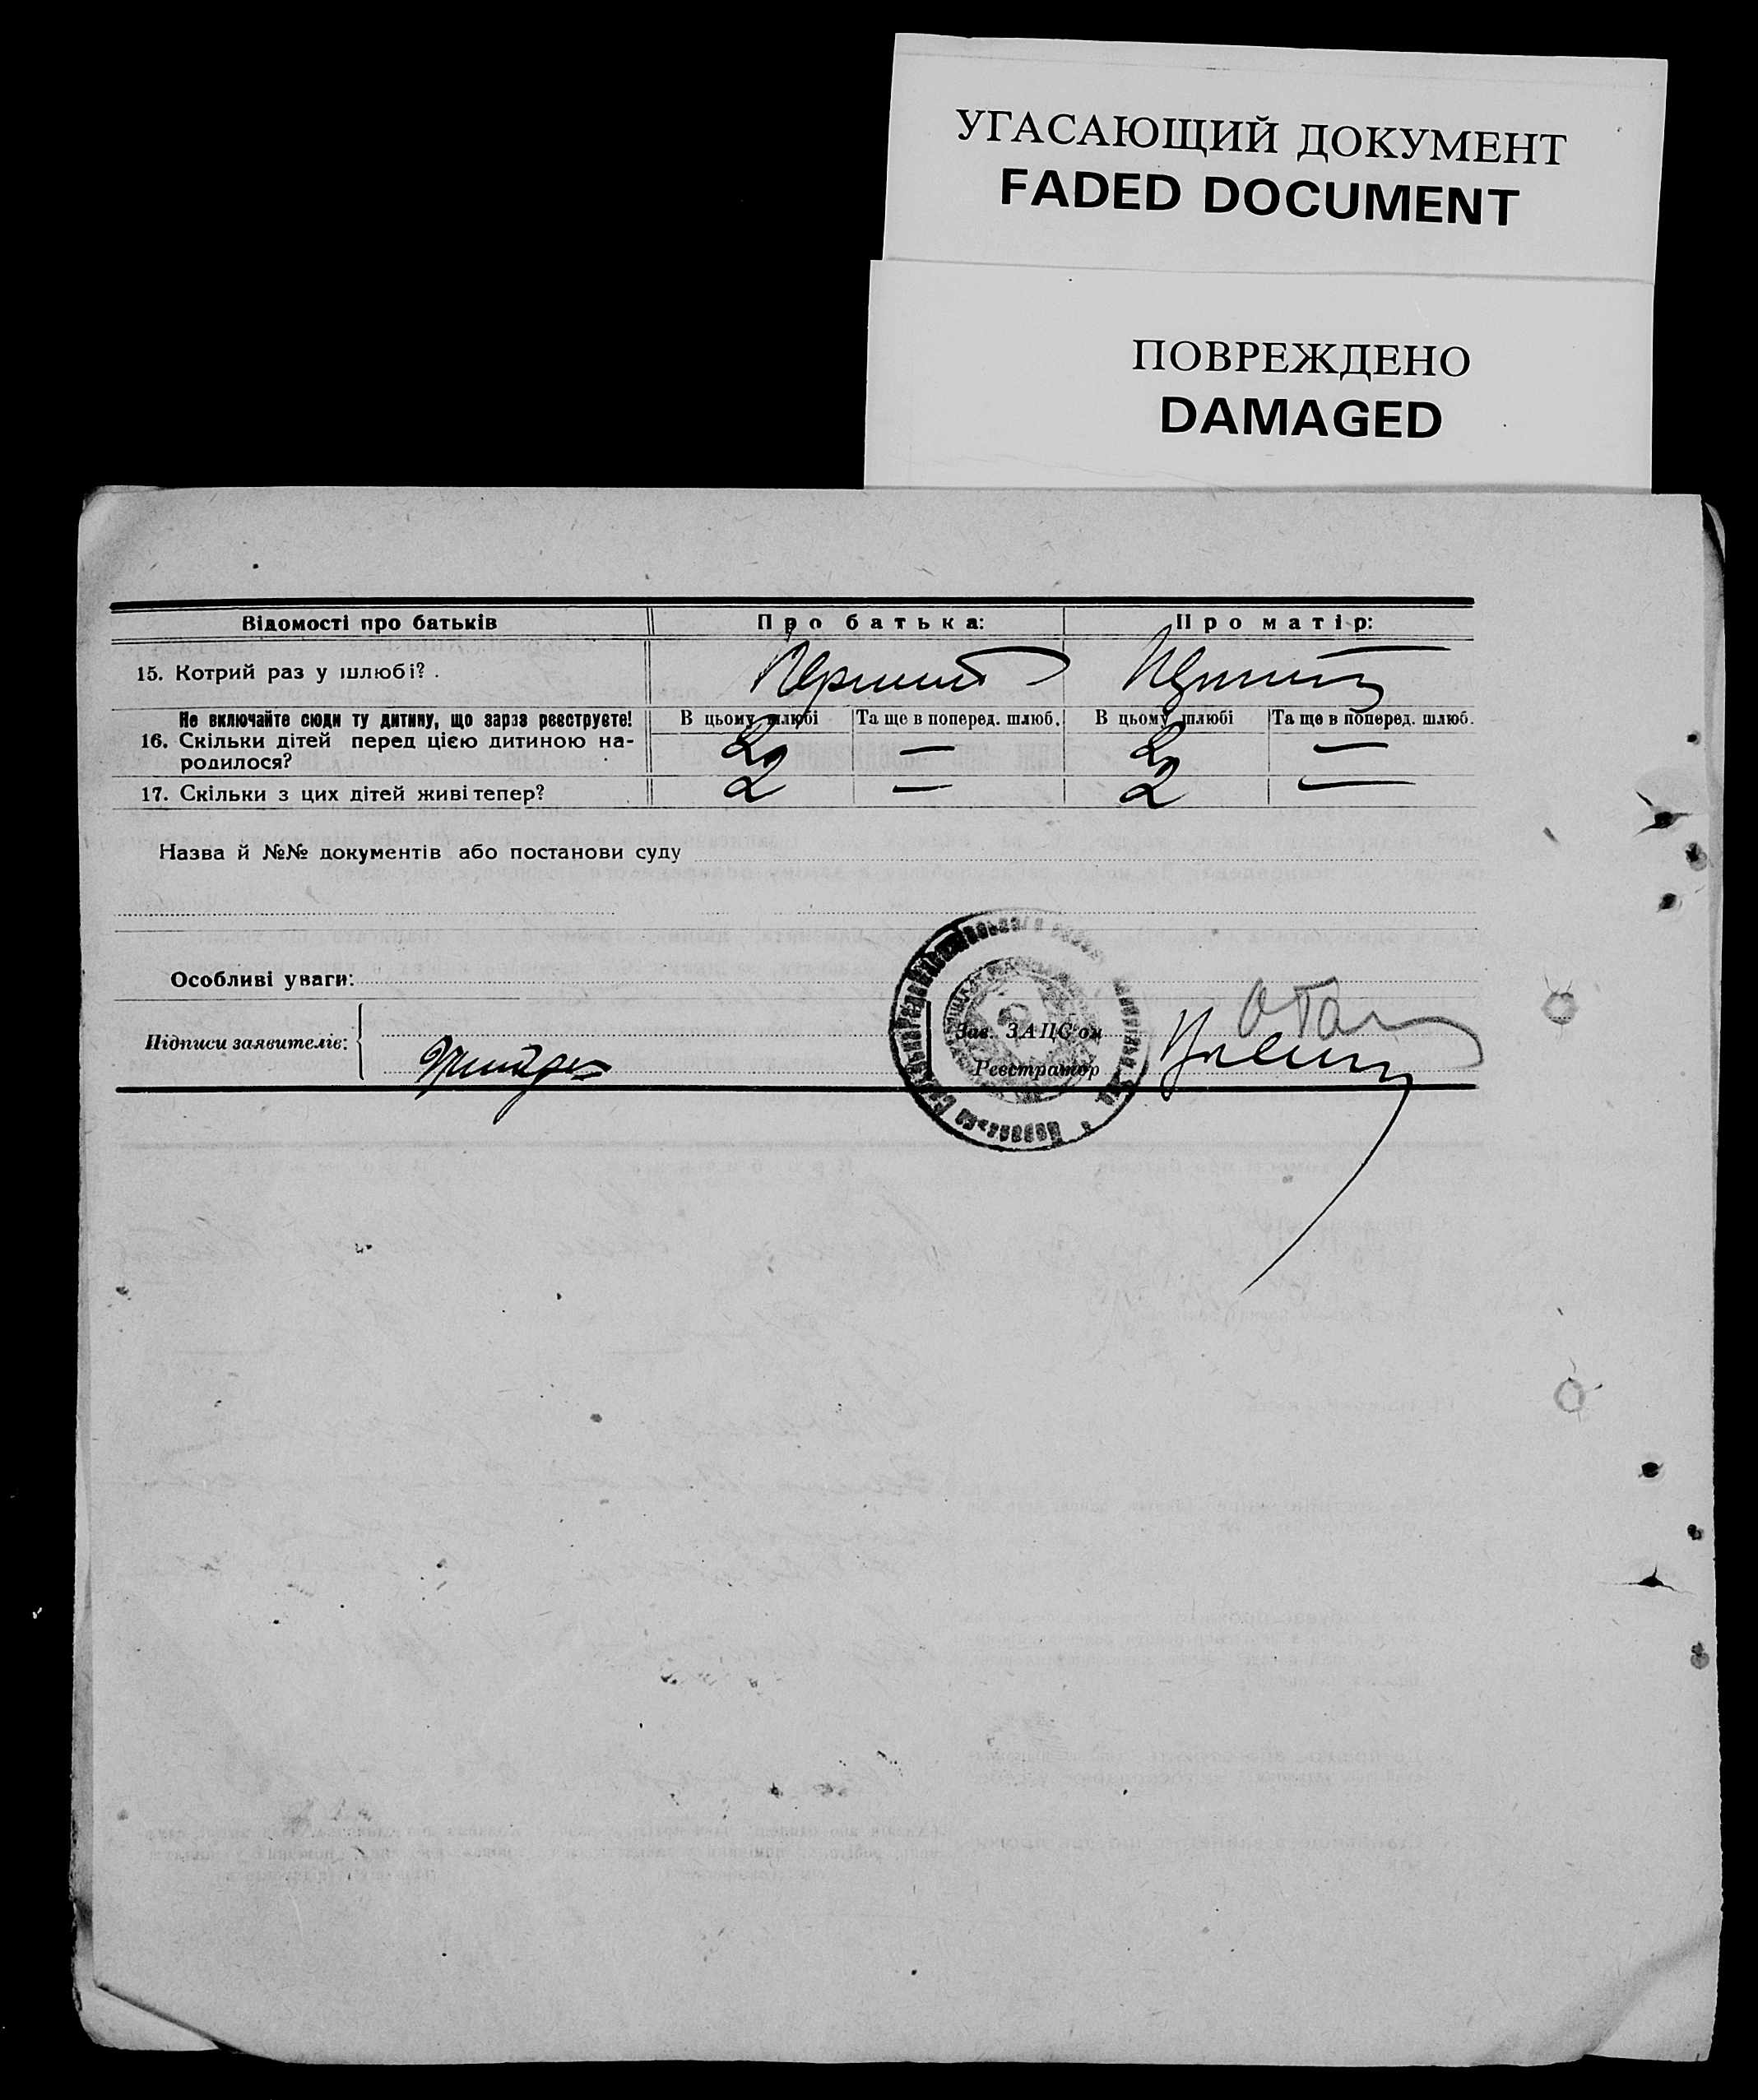 УГАСАЮЩИЙ ДОКУМЕНТ
FADED DOCUMENT
ПОВРЕЖДЕНО
DAMAGED
Відомості про батьків Про батька: Про матір:
15. Котрий раз у шлюбі? . Перший Перший
Не включайте сюди ту дитину, що зараз реєструєте! В цьому шлюбі Та ще в поперед. шлюб. В цьому шлюбі Та ще в поперед. шлюб.
16. Скільки дітей перед цією дитиною на- 2 — 2 —
родилося?
17. Скільки з цих дітей живі тепер? 2 — 2 —
Назва й №№ документів або постанови суду
Особливі уваги:
Підписи заявителів:
Зав. ЗАЦС'ом
Реєстратор